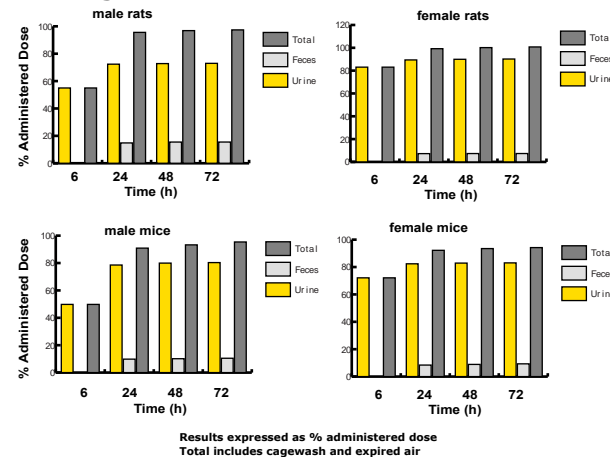 male rats
% Administered Dose
100
80
60
40
20
0
6 24 48 72
Time (h)
Total
Feces
Urine
female rats
120
100
80
60
40
20
0
6 24 48 72
Time (h)
Total
Feces
Urine
male mice
% Administered Dose
100
80
60
40
20
0
6 24 48 72
Time (h)
Total
Feces
Urine
female mice
100
80
60
40
20
0
6 24 48 72
Time (h)
Total
Feces
Urine
Results expressed as % administered dose
Total includes cagewash and expired air